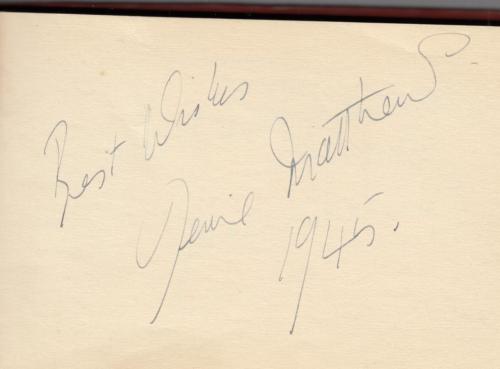 Best Wishes
Jessie Matthews
1945.